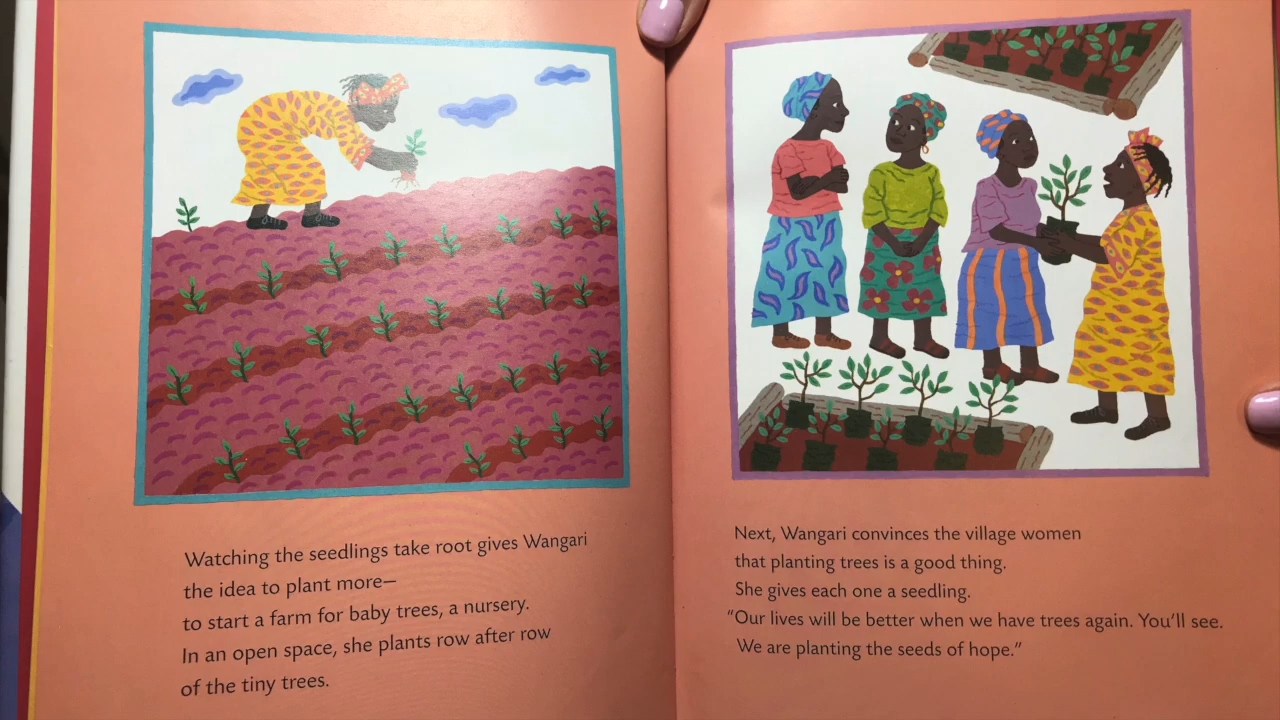 Watching the seedlings take root gives Wangari
the idea to plant more—
to start a farm for baby trees, a nursery.
In an open space, she plants row after row
of the tiny trees.
Next, Wangari convinces the village women
that planting trees is a good thing.
She gives each one a seedling.
“Our lives will be better when we have trees again. You’ll see.
We are planting the seeds of hope.”